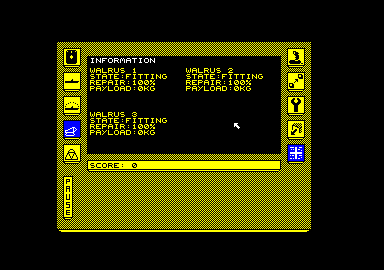 INFORMATION
WALRUS 1 WALRUS 2
STATE:FITTING STATE:FITTING
REPAIR:100% REPAIR:100%
PAYLOAD:0KG PAYLOAD:0KG
WALRUS 3
STATE:FITTING
REPAIR:100%
PAYLOAD:0KG
SCORE: 0
PAUSE